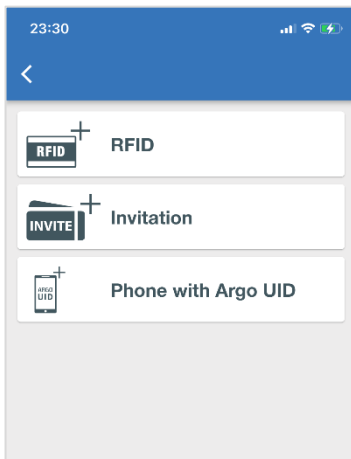 23:30
RFID
RFID
INVITE
Invitation
ARGO
UID
Phone with Argo UID